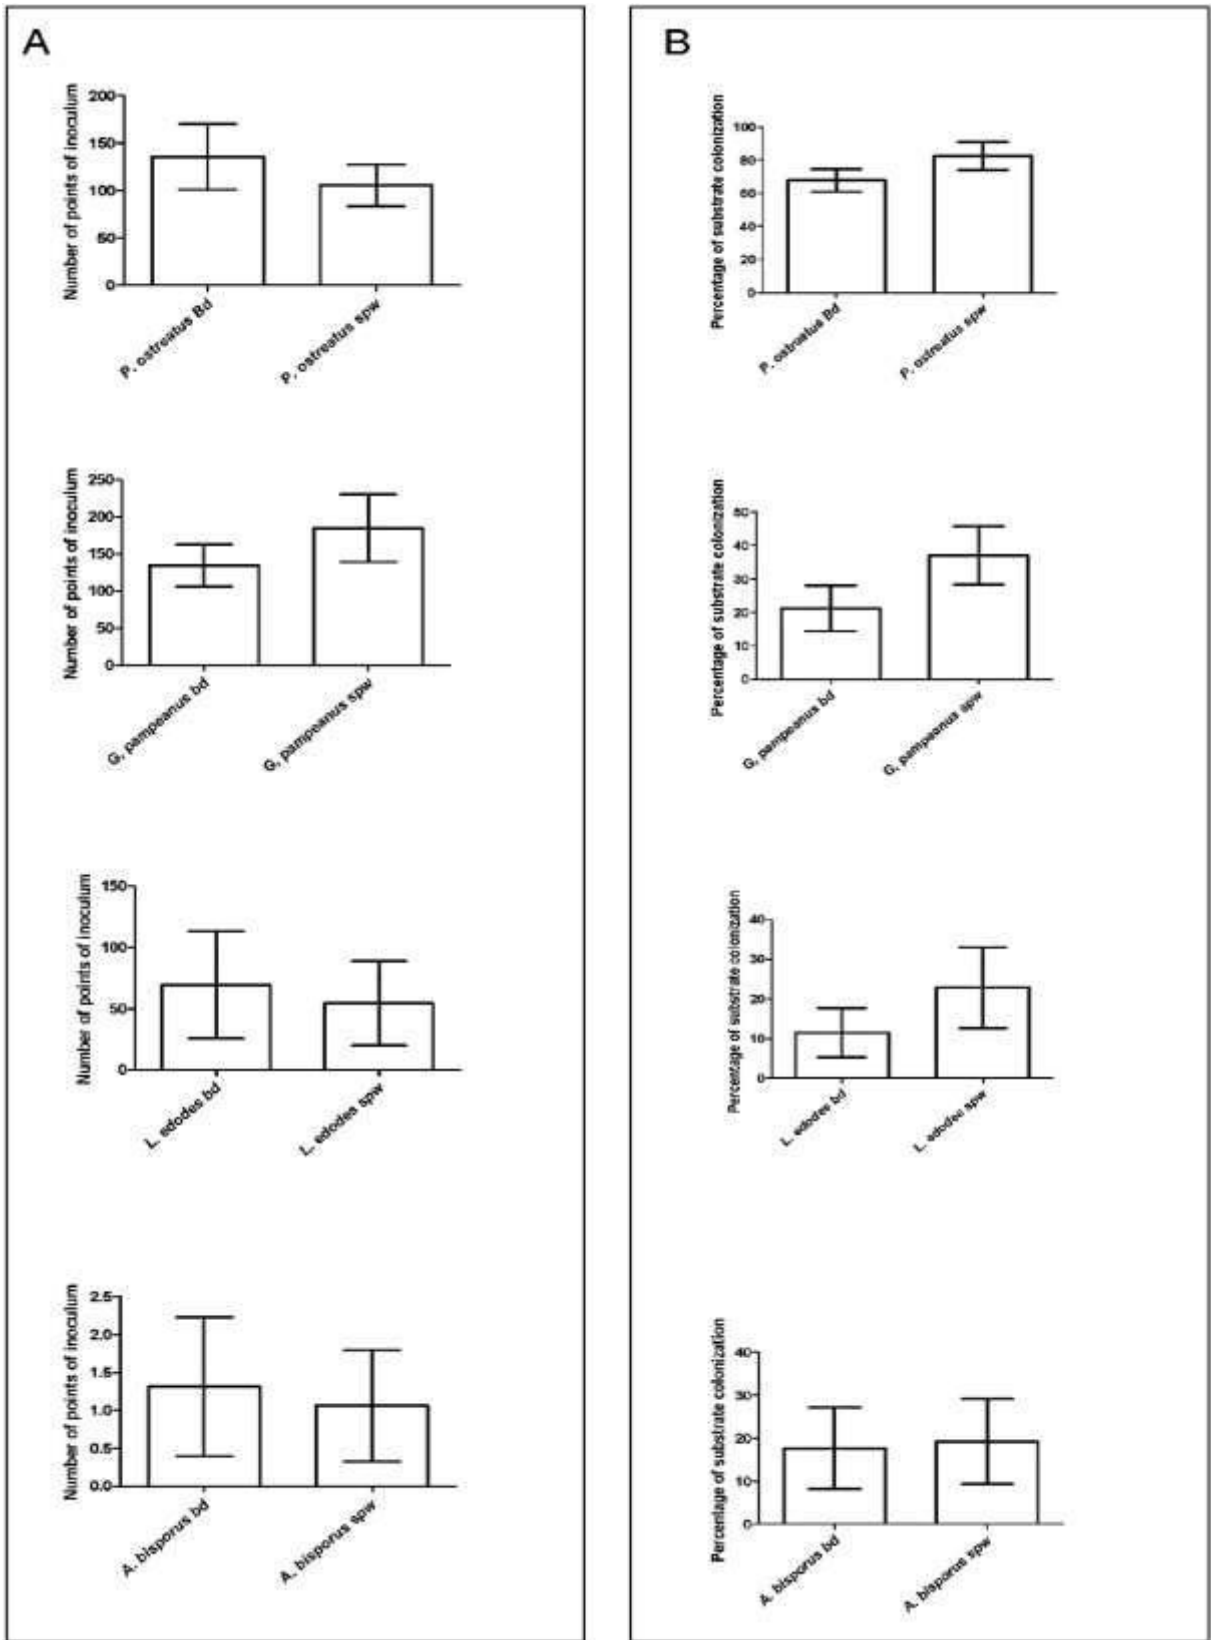 A
Number of points of inoculum
200
150
100
50
0
P. ostreatus Bd
P. ostreatus spw
Number of points of inoculum
250
200
150
100
50
0
G, pampeanus bd
G, pampeanus spw
Number of points of inoculum
150
100
50
0
L. edodes bd
L. edodes spw
Number of points of inoculum
2.5
2.0
1.5
1.0
0.5
0.0
A. bisporus bd
A. bisporus spw
B
Percentage of substrate colonization
100
80
60
40
20
0
P. ostreatus Bd
P. ostreatus spw
Percentage of substrate colonization
50
40
30
20
10
0
G, pampeanus bd
G, pampeanus spw
Percentage of substrate colonization
40
30
20
10
0
L. edodes bd
L. edodes spw
Percentage of substrate colonization
40
30
20
10
0
A. bisporus bd
A. bisporus spw